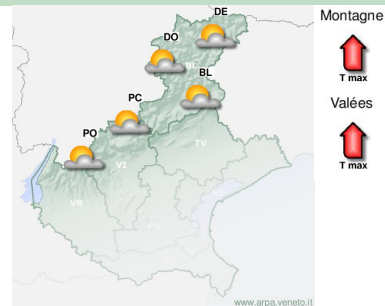 DE
Montagne
DO
BL
T max
PC
Valées
PO
TV
VI
VR
T max
www.arpa.veneto.it